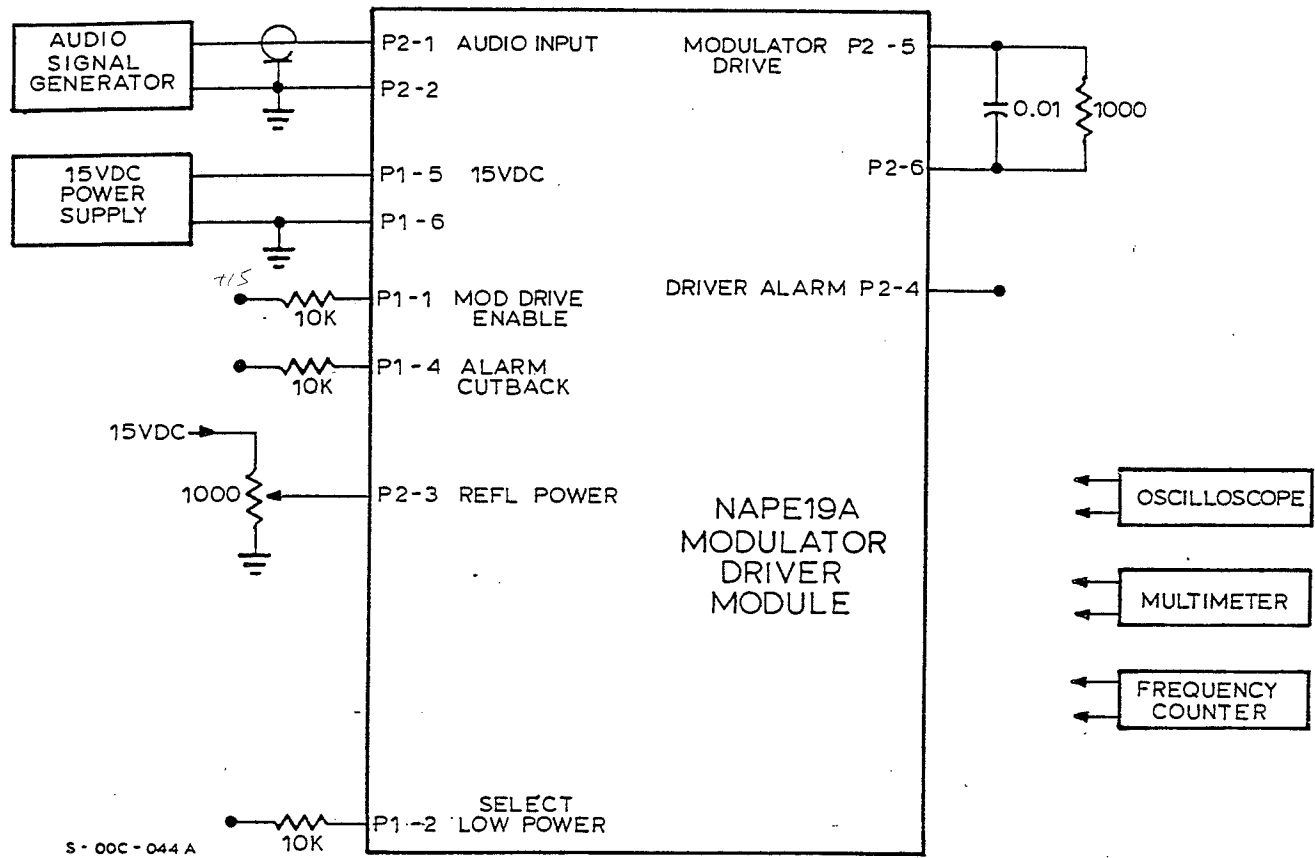 AUDIO
SIGNAL
GENERATOR
P2-1 AUDIO INPUT
P2-2
15VDC
POWER
SUPPLY
P1-5 15VDC
P1-6
+15
10K
P1-1 MOD DRIVE
ENABLE
10K
P1-4 ALARM
CUTBACK
15VDC
1000
P2-3 REFL POWER
10K
P1-2 SELECT
LOW POWER
MODULATOR P2-5
DRIVE
0.01
1000
P2-6
DRIVER ALARM P2-4
NAPE19A
MODULATOR
DRIVER
MODULE
OSCILLOSCOPE
MULTIMETER
FREQUENCY
COUNTER
S-00C-044A